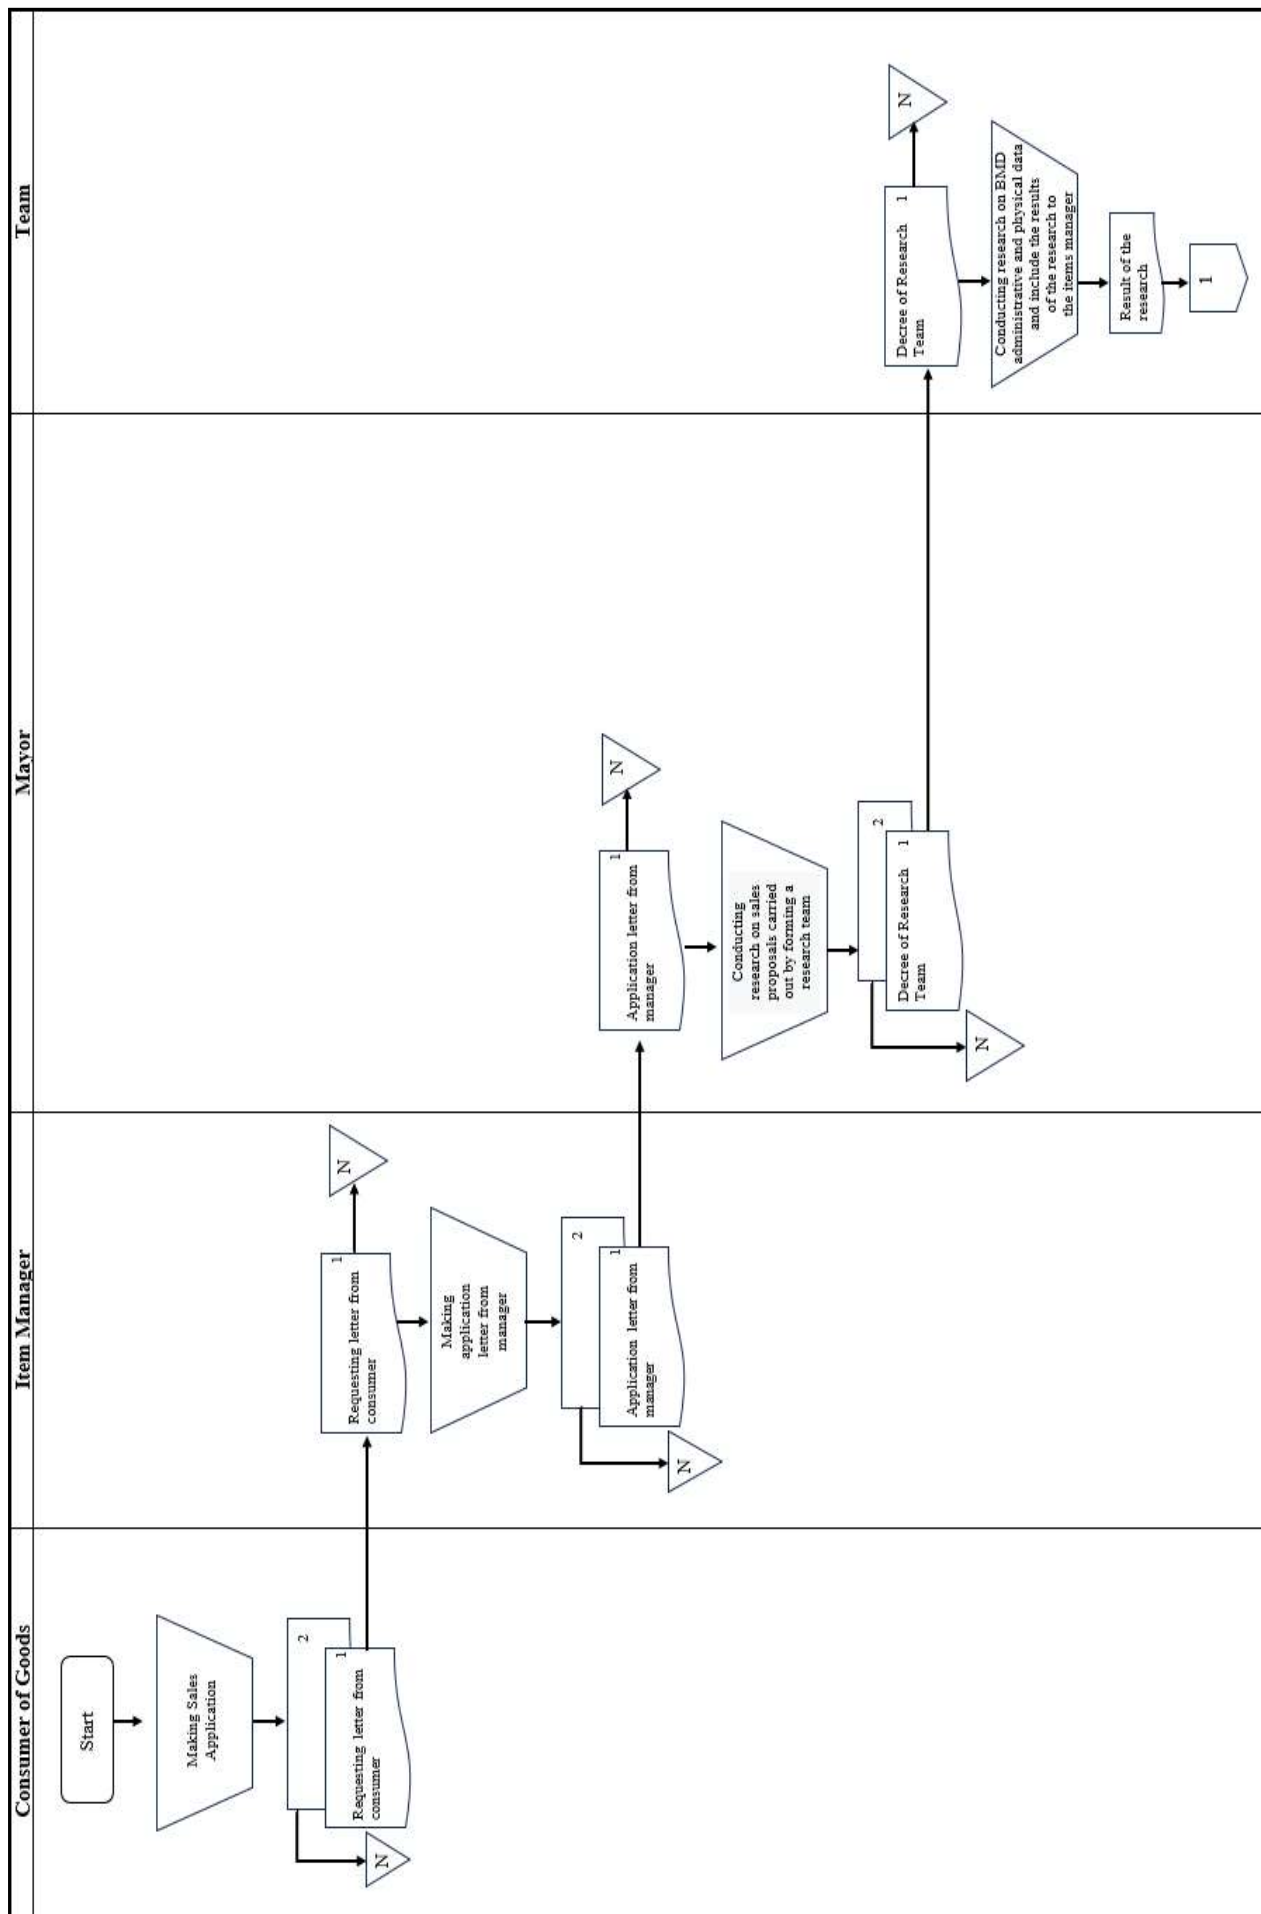 Consumer of Goods
Item Manager
Mayor
Team
Start
Making Sales
Application
2
1
Requesting letter from
consumer
N
1
Requesting letter from
consumer
N
Making
application
letter from
manager
2
1
Application letter from
manager
N
1
Application letter from
manager
N
Conducting
research on sales
proposals carried
out by forming a
research team
2
Decree of Research 1
Team
N
Decree of Research 1
Team
N
Conducting research on BMD
administrative and physical data
and include the results
of the research to
the items manager
Result of the
research
1